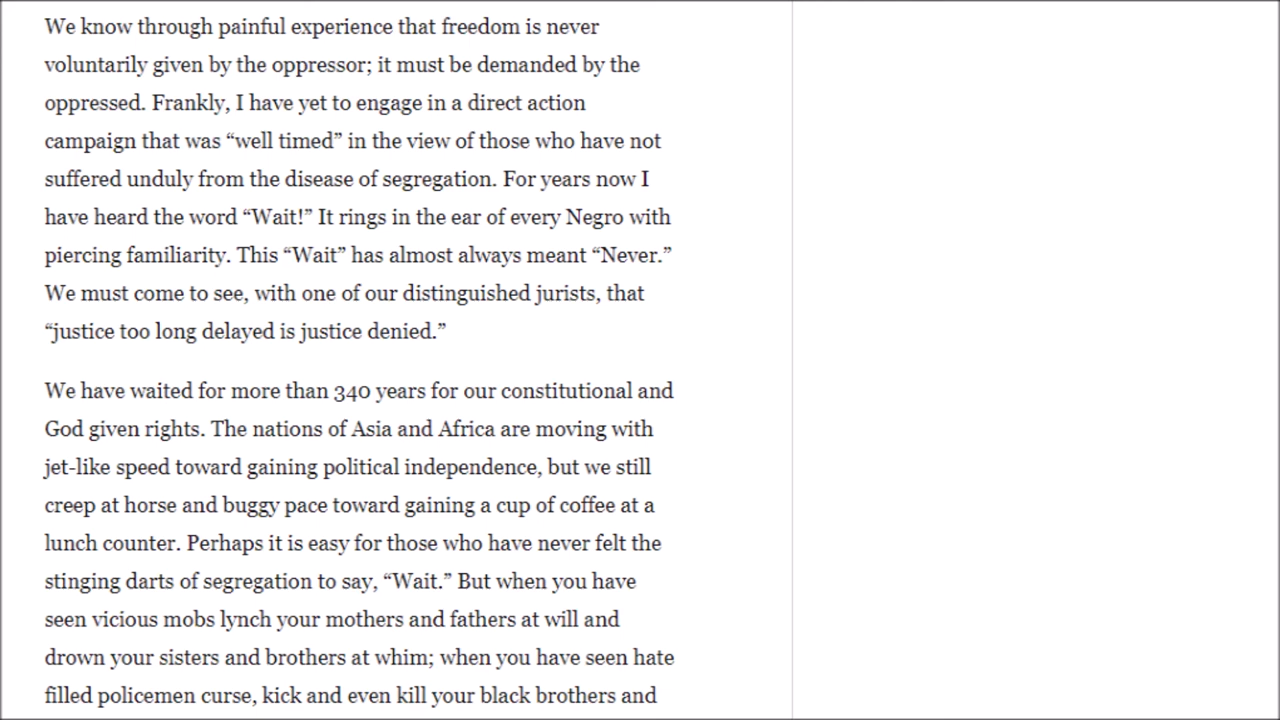 We know through painful experience that freedom is never
voluntarily given by the oppressor; it must be demanded by the
oppressed. Frankly, I have yet to engage in a direct action
campaign that was “well timed” in the view of those who have not
suffered unduly from the disease of segregation. For years now I
have heard the word “Wait!” It rings in the ear of every Negro with
piercing familiarity. This “Wait” has almost always meant “Never.”
We must come to see, with one of our distinguished jurists, that
“justice too long delayed is justice denied.”
We have waited for more than 340 years for our constitutional and
God given rights. The nations of Asia and Africa are moving with
jet-like speed toward gaining political independence, but we still
creep at horse and buggy pace toward gaining a cup of coffee at a
lunch counter. Perhaps it is easy for those who have never felt the
stinging darts of segregation to say, “Wait.” But when you have
seen vicious mobs lynch your mothers and fathers at will and
drown your sisters and brothers at whim; when you have seen hate
filled policemen curse, kick and even kill your black brothers and